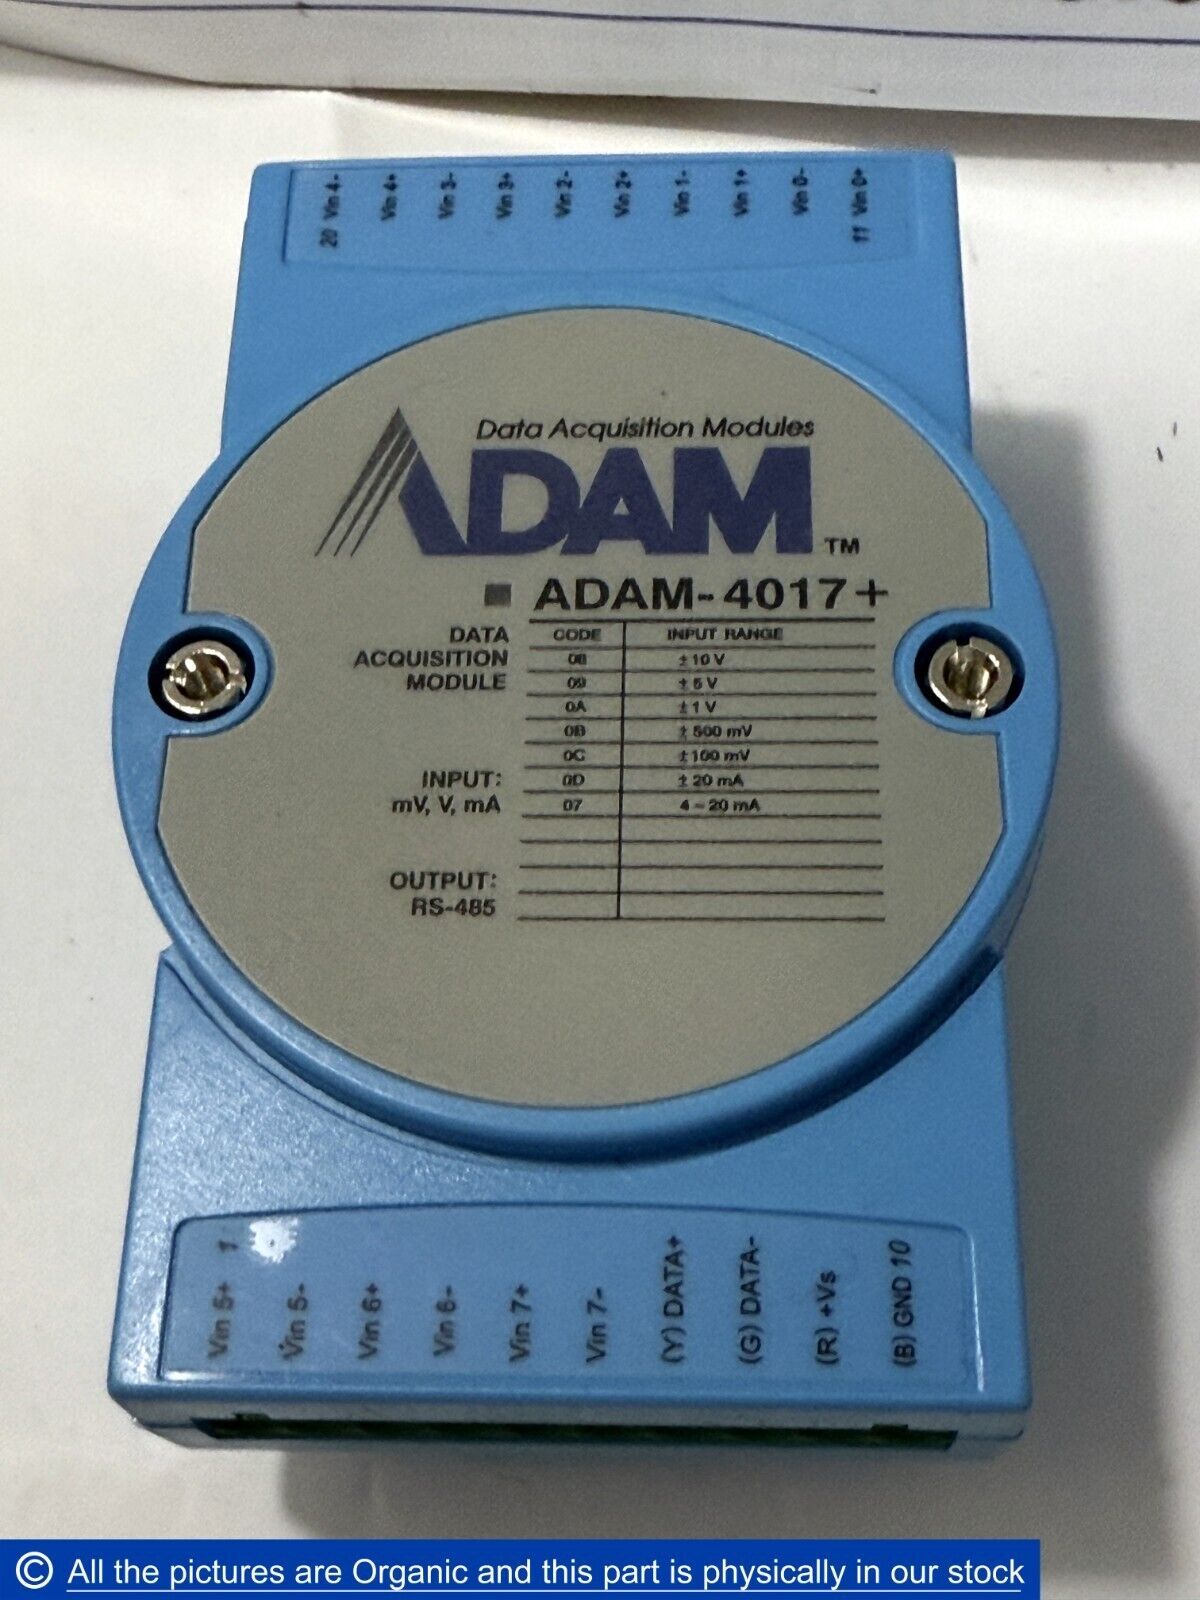 20 Vin 4- Vin 4+ Vin 3- Vin 3+ Vin 2- Vin 2+ Vin 1- Vin 1+ Vin 0- 11 Vin 0+
Data Acquisition Modules
ADAM TM
ADAM-4017+
DATA
ACQUISITION
MODULE
INPUT:
mV, V, mA
OUTPUT:
RS-485
CODE INPUT RANGE
08 ±10 V
09 ±5 V
0A ±1 V
0B ±500 mV
0C ±100 mV
0D ±20 mA
07 4~20 mA
Vin 5+ 1 Vin 5- Vin 6+ Vin 6- Vin 7+ Vin 7- (Y) DATA+ (G) DATA- (R) +Vs (B) GND 10
© All the pictures are Organic and this part is physically in our stock